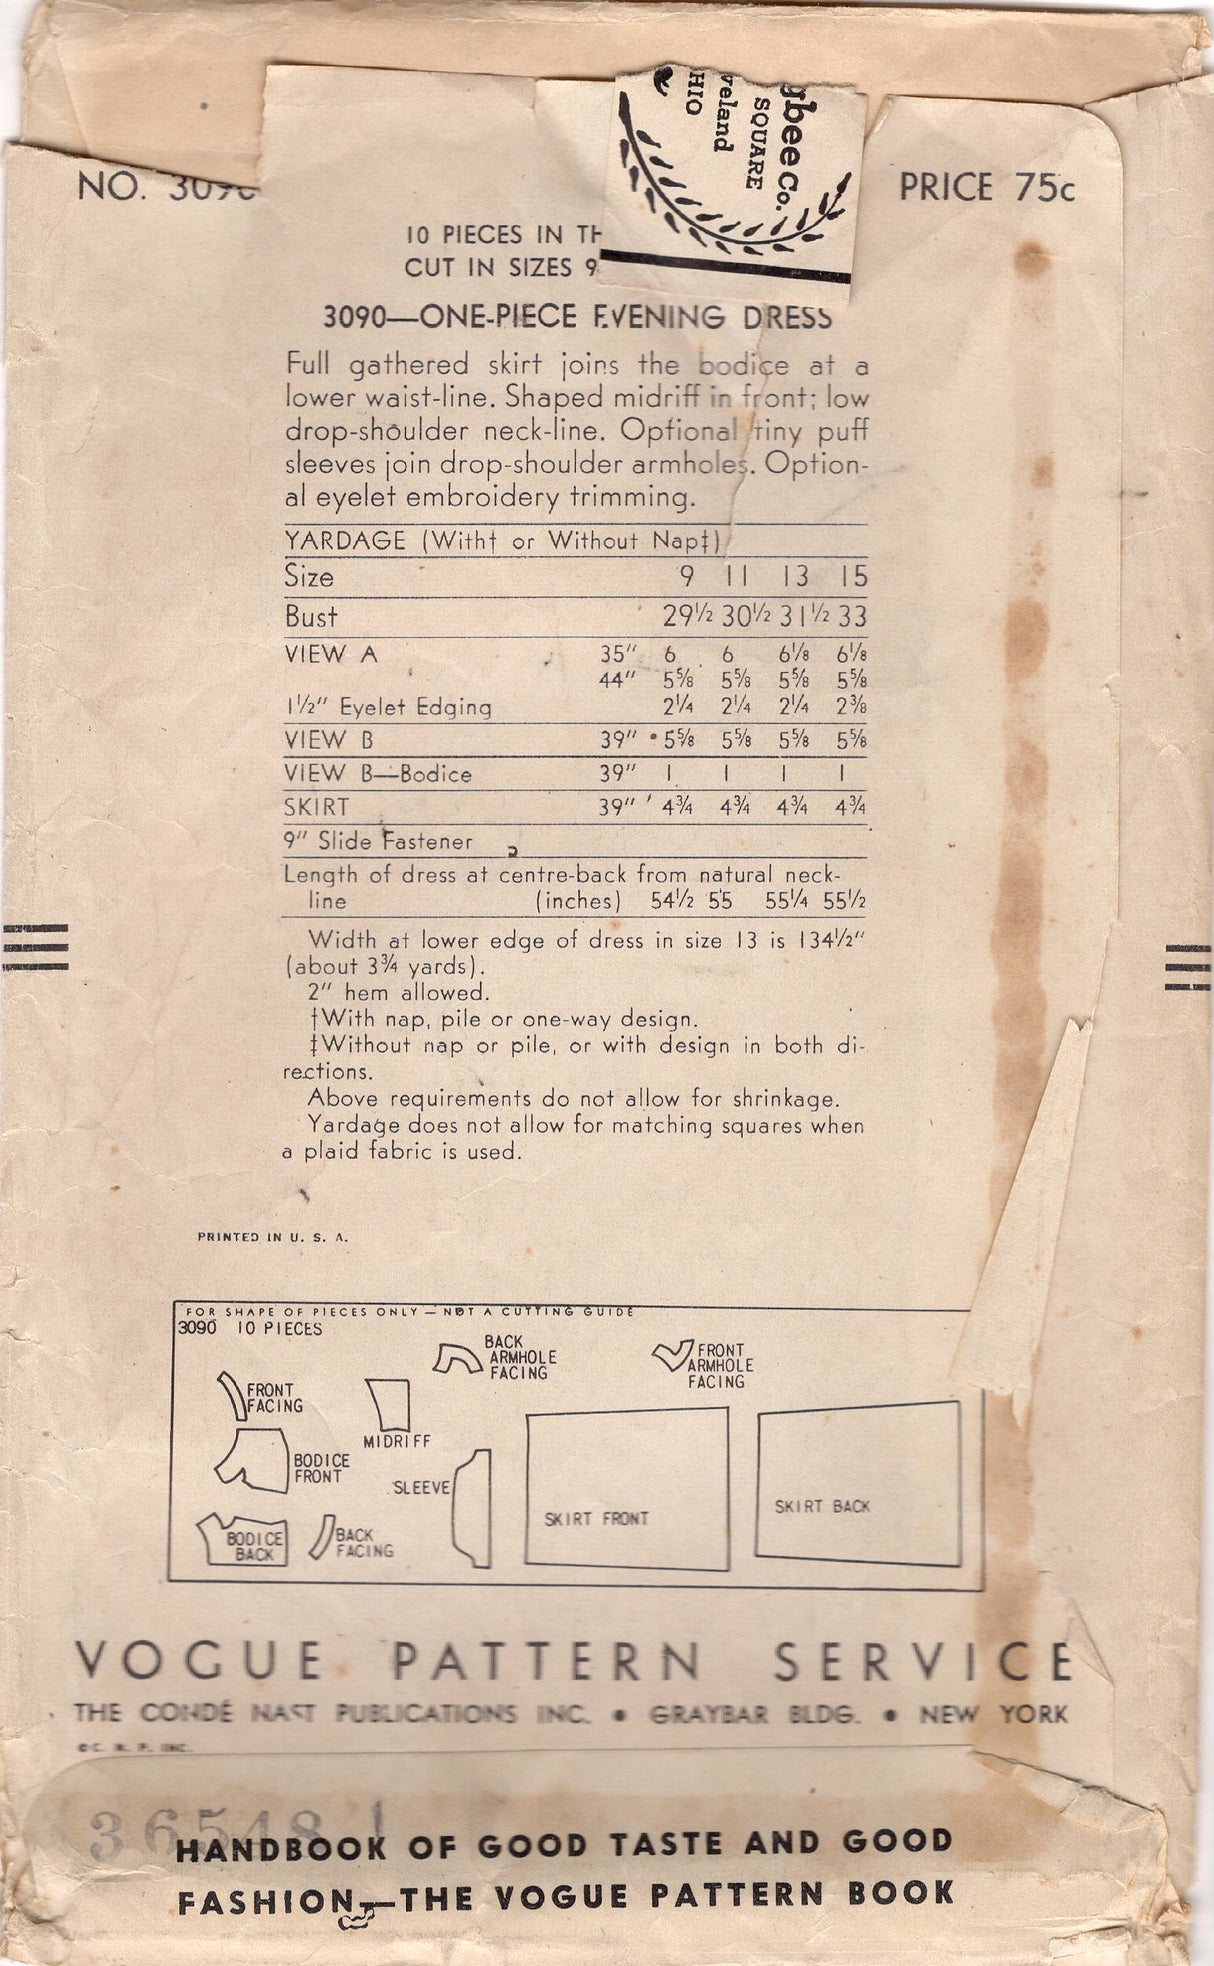 gbee Co.
SQUARE
veland
HIO
NO. 3090 PRICE 75c
10 PIECES IN TH
CUT IN SIZES 9
3090—ONE-PIECE EVENING DRESS
Full gathered skirt joins the bodice at a
lower waist-line. Shaped midriff in front; low
drop-shoulder neck-line. Optional tiny puff
sleeves join drop-shoulder armholes. Option-
al eyelet embroidery trimming.
YARDAGE (With† or Without Nap‡)
Size 9 11 13 15
Bust 29½ 30½ 31½ 33
VIEW A 35" 6 6 6⅛ 6⅛
44" 5⅝ 5⅝ 5⅝ 5⅝
1½" Eyelet Edging 2¼ 2¼ 2¼ 2⅜
VIEW B 39" 5⅝ 5⅝ 5⅝ 5⅝
VIEW B—Bodice 39" 1 1 1 1
SKIRT 39" 4¾ 4¾ 4¾ 4¾
9" Slide Fastener
Length of dress at centre-back from natural neck-
line (inches) 54½ 55 55¼ 55½
Width at lower edge of dress in size 13 is 134½"
(about 3¾ yards).
2" hem allowed.
†With nap, pile or one-way design.
‡Without nap or pile, or with design in both di-
rections.
Above requirements do not allow for shrinkage.
Yardage does not allow for matching squares when
a plaid fabric is used.
PRINTED IN U. S. A.
FOR SHAPE OF PIECES ONLY — NOT A CUTTING GUIDE
3090 10 PIECES
BACK
ARMHOLE
FACING
FRONT
ARMHOLE
FACING
FRONT
FACING
MIDRIFF
BODICE
FRONT
SLEEVE
SKIRT FRONT
SKIRT BACK
BODICE
BACK
BACK
FACING
VOGUE PATTERN SERVICE
THE CONDÉ NAST PUBLICATIONS INC. • GRAYBAR BLDG. • NEW YORK
©C. N. P. INC.
36548 1
HANDBOOK OF GOOD TASTE AND GOOD
FASHION—THE VOGUE PATTERN BOOK